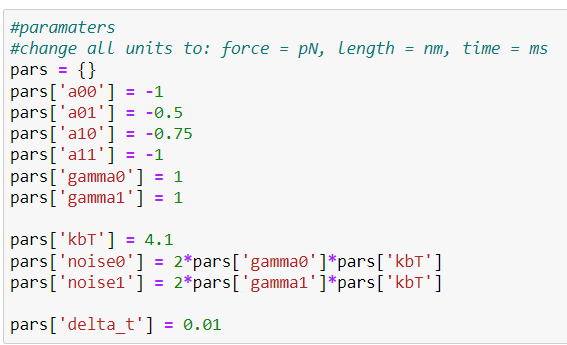 #paramaters
#change all units to: force = pN, length = nm, time = ms
pars = {}
pars['a00'] = -1
pars['a01'] = -0.5
pars['a10'] = -0.75
pars['a11'] = -1
pars['gamma0'] = 1
pars['gamma1'] = 1
pars['kbT'] = 4.1
pars['noise0'] = 2*pars['gamma0']*pars['kbT']
pars['noise1'] = 2*pars['gamma1']*pars['kbT']
pars['delta_t'] = 0.01